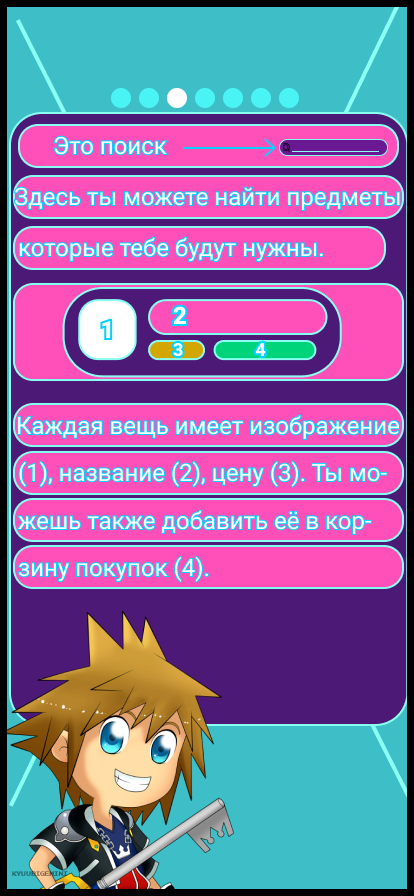 Это поиск
Здесь ты можете найти предметы
которые тебе будут нужны.
1
2
3 4
Каждая вещь имеет изображение
(1), название (2), цену (3). Ты мо-
жешь также добавить её в кор-
зину покупок (4).
KYUUBIGEMINI